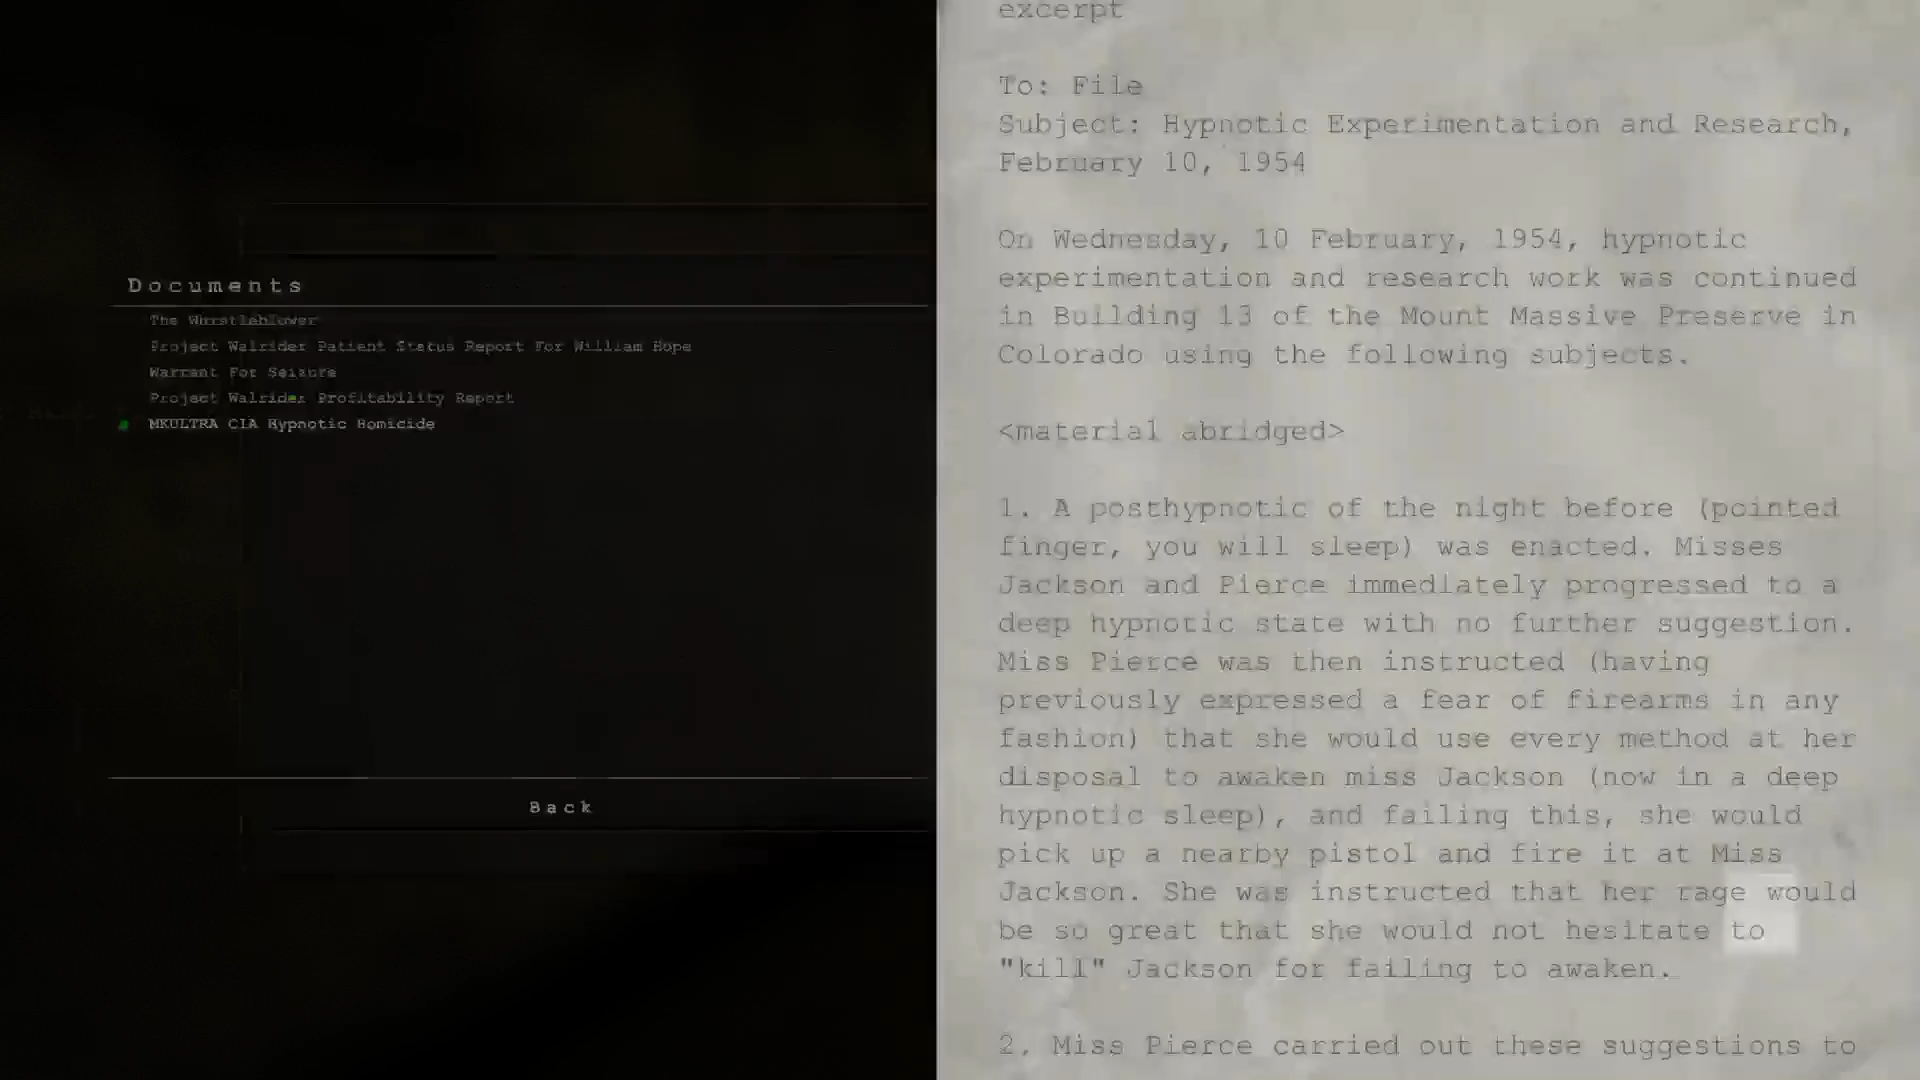 Documents
The Whistleblower
Project Walrider Patient Status Report For William Hope
Warrant For Seizure
Project Walrider Profitability Report
MKULTRA CIA Hypnotic Homicide
Back
excerpt
To: File
Subject: Hypnotic Experimentation and Research,
February 10, 1954
On Wednesday, 10 February, 1954, hypnotic
experimentation and research work was continued
in Building 13 of the Mount Massive Preserve in
Colorado using the following subjects.
<material abridged>
1. A posthypnotic of the night before (pointed
finger, you will sleep) was enacted. Misses
Jackson and Pierce immediately progressed to a
deep hypnotic state with no further suggestion.
Miss Pierce was then instructed (having
previously expressed a fear of firearms in any
fashion) that she would use every method at her
disposal to awaken miss Jackson (now in a deep
hypnotic sleep), and failing this, she would
pick up a nearby pistol and fire it at Miss
Jackson. She was instructed that her rage would
be so great that she would not hesitate to
"kill" Jackson for failing to awaken.
2. Miss Pierce carried out these suggestions to